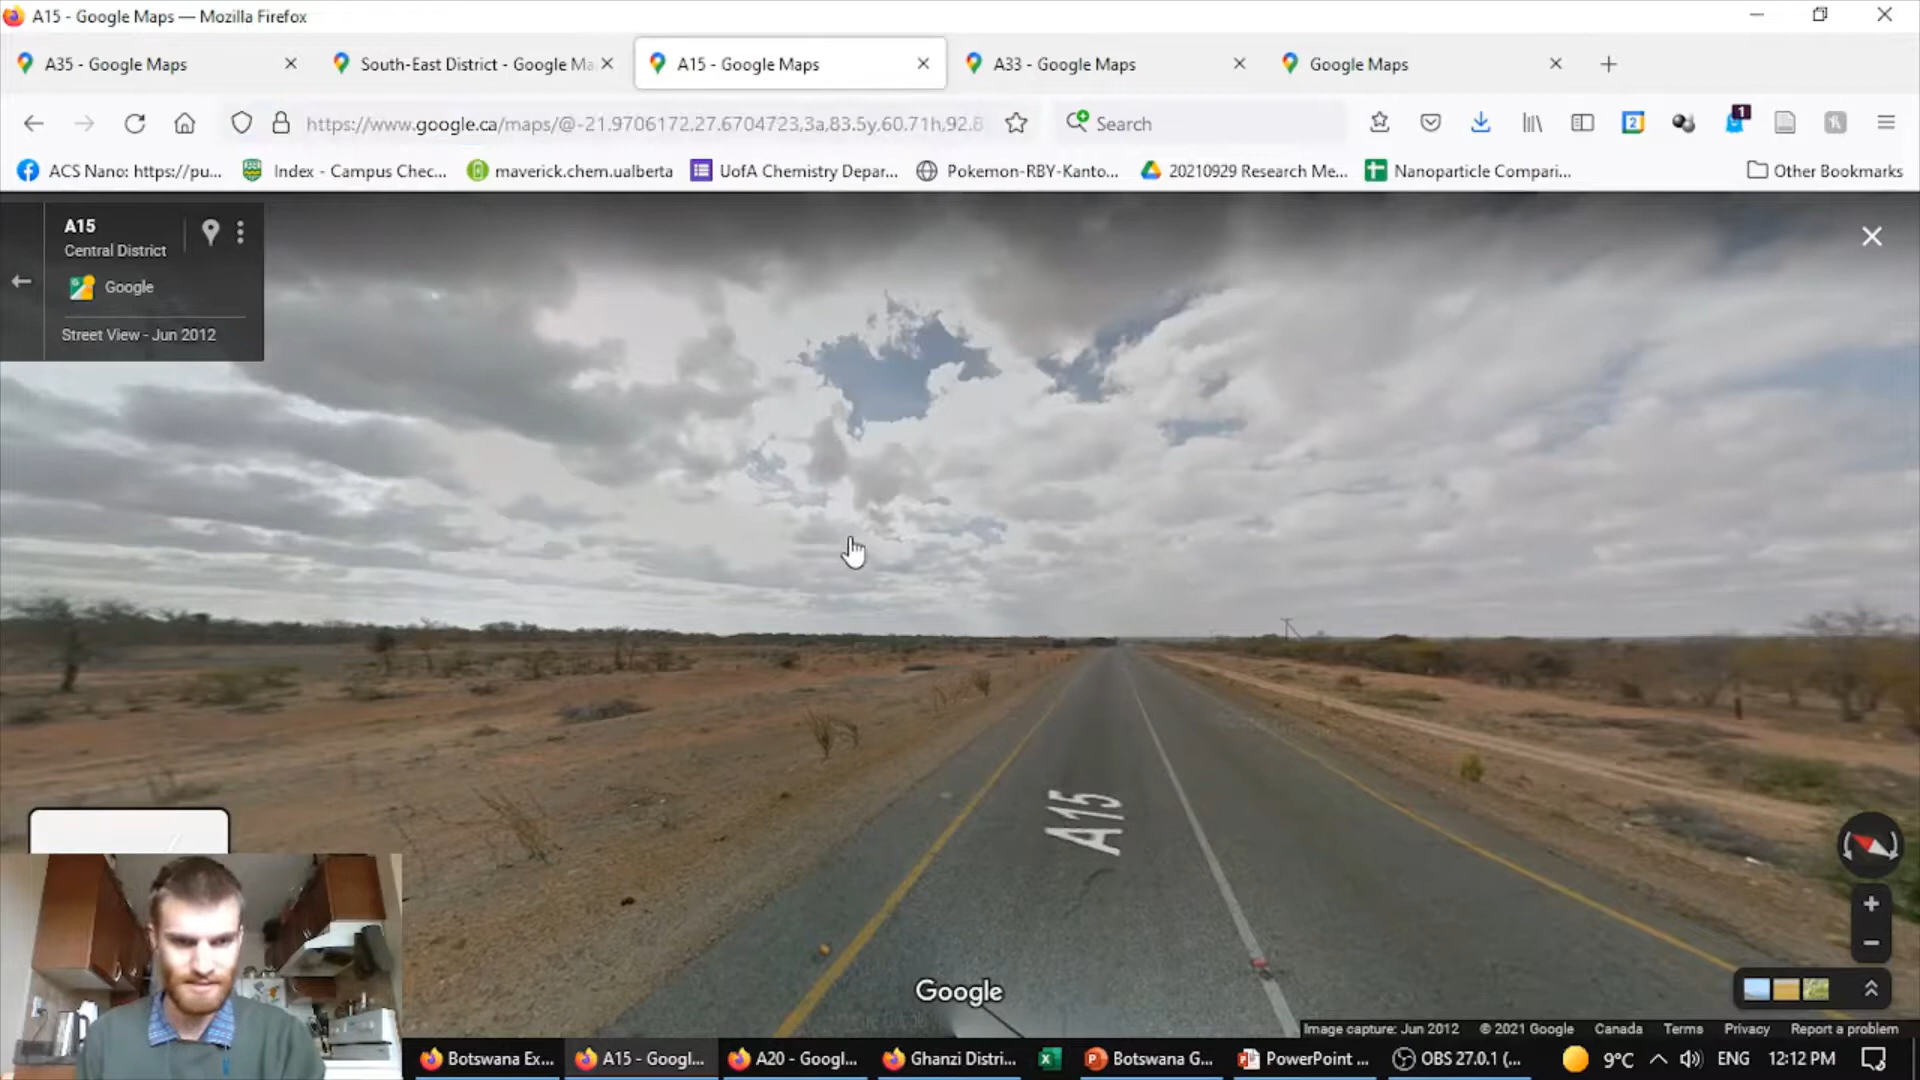 A15 - Google Maps — Mozilla Firefox
A35 - Google Maps
South-East District - Google Ma
A15 - Google Maps
A33 - Google Maps
Google Maps
https://www.google.ca/maps/@-21.9706172,27.6704723,3a,83.5y,60.71h,92.8
Search
2
1
ACS Nano: https://pu...
Index - Campus Chec...
maverick.chem.ualberta
UofA Chemistry Depar...
Pokemon-RBY-Kanto...
20210929 Research Me...
Nanoparticle Compari...
Other Bookmarks
A15
Central District
Google
Street View - Jun 2012
A15
Google
Image capture: Jun 2012 © 2021 Google Canada Terms Privacy Report a problem
Botswana Ex...
A15 - Googl...
A20 - Googl...
Ghanzi Distri...
Botswana G...
PowerPoint ...
OBS 27.0.1 (...
9°C
ENG
12:12 PM